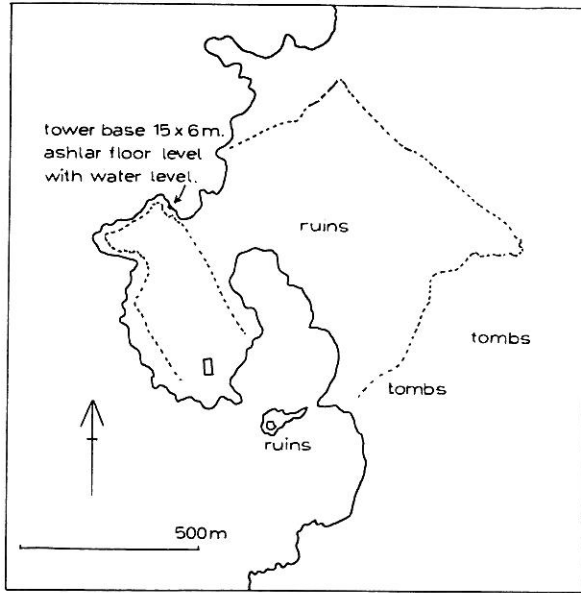 tower base 15 x 6 m.
ashlar floor level
with water level.
ruins
tombs
tombs
ruins
500m